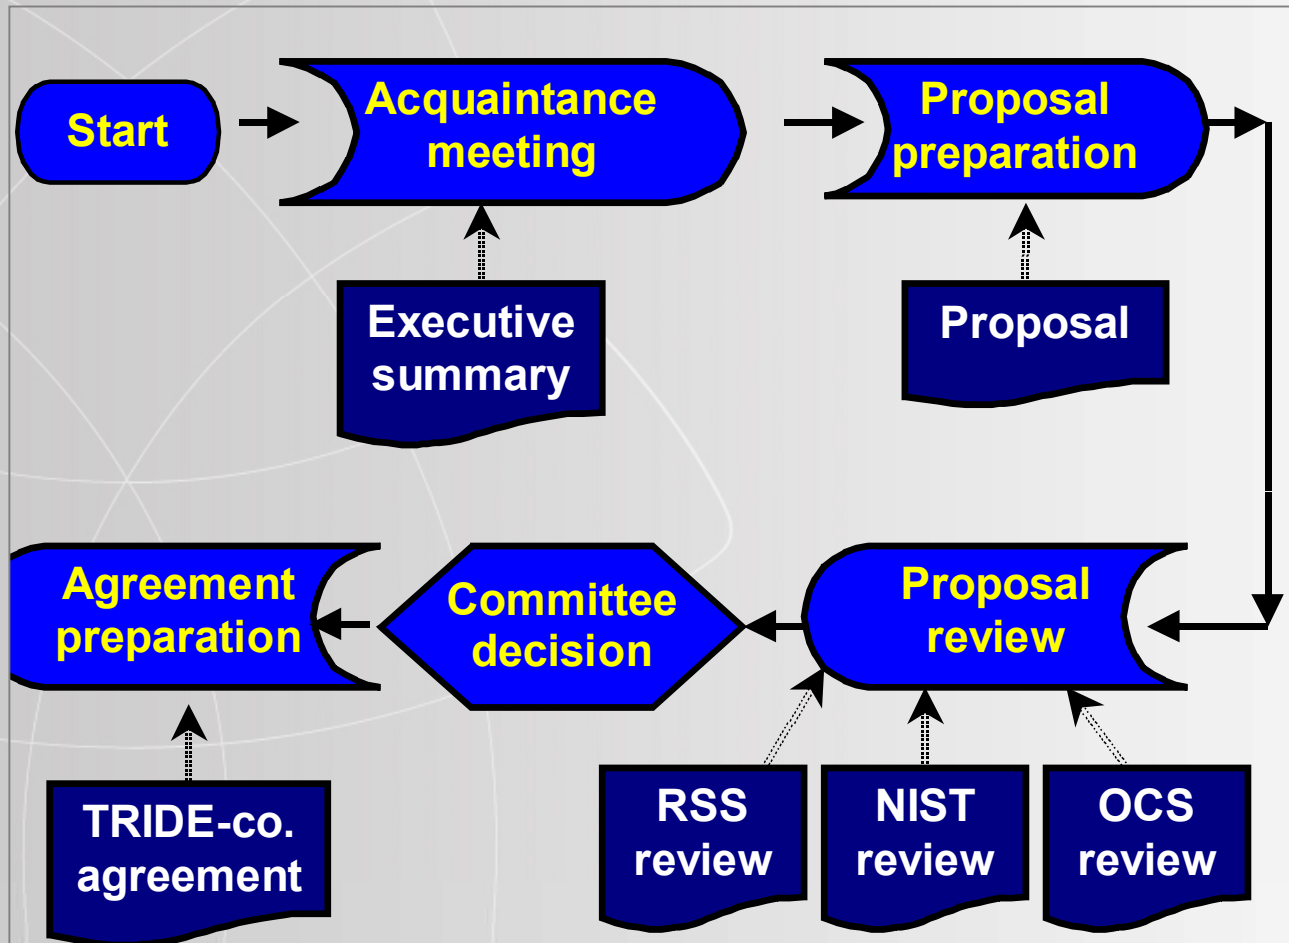 Start
Acquaintance
meeting
Proposal
preparation
Executive
summary
Proposal
Agreement
preparation
Committee
decision
Proposal
review
TRIDE-co.
agreement
RSS
review
NIST
review
OCS
review